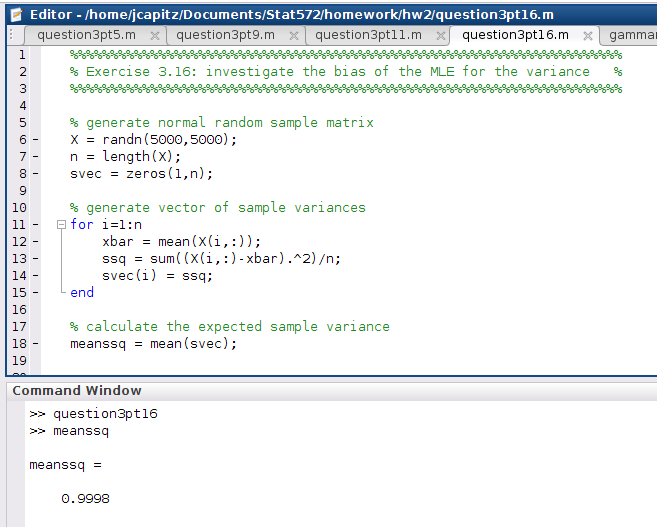 Editor - /home/jcapitz/Documents/Stat572/homework/hw2/question3pt16.m
question3pt5.m question3pt9.m question3pt11.m question3pt16.m gammar
1 %%%%%%%%%%%%%%%%%%%%%%%%%%%%%%%%%%%%%%%%%%%%%%%%%%%%%%%%%%%%%%%%%%%%%
2 % Exercise 3.16: investigate the bias of the MLE for the variance   %
3 %%%%%%%%%%%%%%%%%%%%%%%%%%%%%%%%%%%%%%%%%%%%%%%%%%%%%%%%%%%%%%%%%%%%%
4
5 % generate normal random sample matrix
6 - X = randn(5000,5000);
7 - n = length(X);
8 - svec = zeros(1,n);
9
10 % generate vector of sample variances
11 - for i=1:n
12 - xbar = mean(X(i,:));
13 - ssq = sum((X(i,:)-xbar).^2)/n;
14 - svec(i) = ssq;
15 - end
16
17 % calculate the expected sample variance
18 - meanssq = mean(svec);
19
Command Window
>> question3pt16
>> meanssq
meanssq =
0.9998